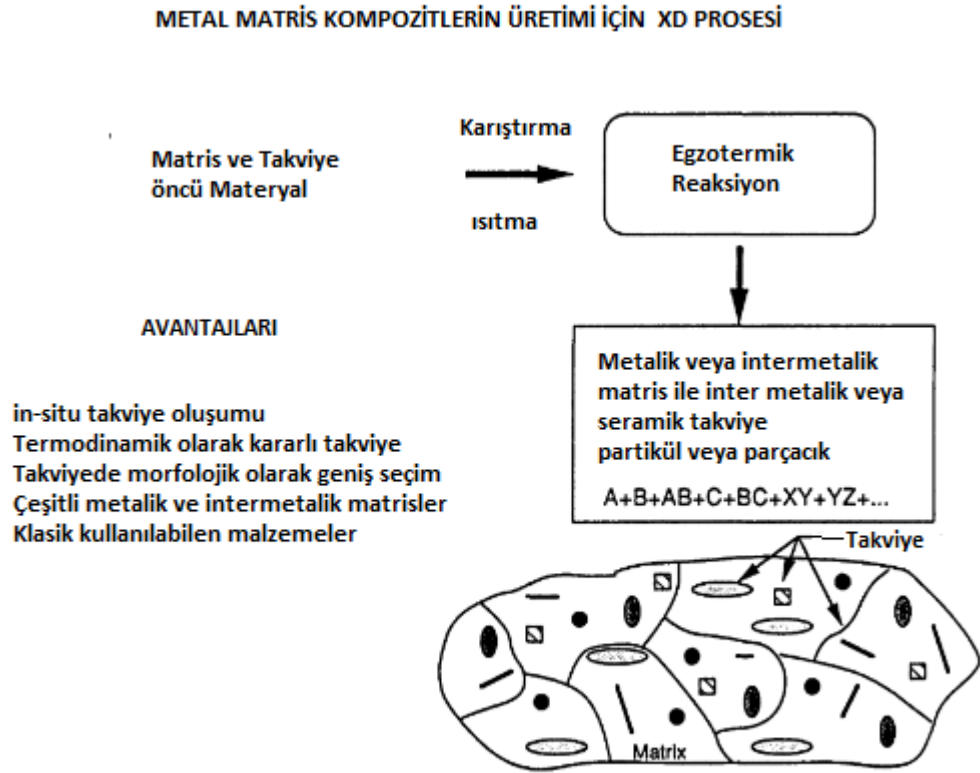 METAL MATRİS KOMPOZİTLERİN ÜRETİMİ İÇİN XD PROSESİ
Matris ve Takviye
öncü Materyal
Karıştırma
ısıtma
Egzotermik
Reaksiyon
AVANTAJLARI
in-situ takviye oluşumu
Termodinamik olarak kararlı takviye
Takviyede morfolojik olarak geniş seçim
Çeşitli metalik ve intermetalik matrisler
Klasik kullanılabilen malzemeler
Metalik veya intermetalik
matris ile inter metalik veya
seramik takviye
partikül veya parçacık
A+B+AB+C+BC+XY+YZ+...
Takviye
Matrix